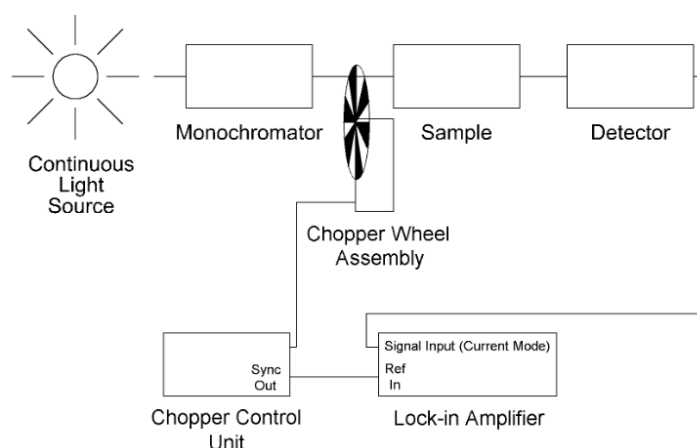 Continuous
Light
Source
Monochromator
Sample
Detector
Chopper Wheel
Assembly
Sync
Out
Chopper Control
Unit
Signal Input (Current Mode)
Ref
In
Lock-in Amplifier